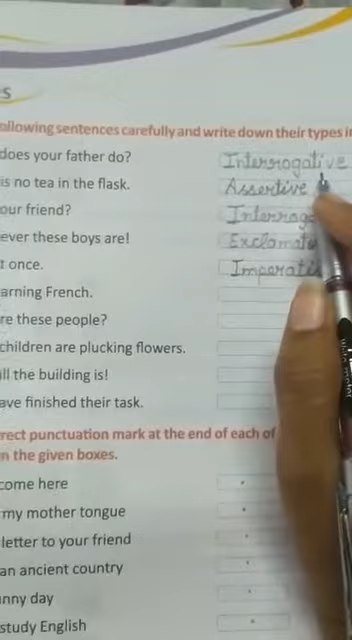 s
ollowing sentences carefully and write down their types in
does your father do? Interrogative
is no tea in the flask. Assertive
our friend? Interrog
ever these boys are! Exclamat
t once. Imperati
arning French.
re these people?
children are plucking flowers.
ll the building is!
ave finished their task.
rect punctuation mark at the end of each of
n the given boxes.
come here .
my mother tongue .
letter to your friend .
an ancient country .
nny day .
study English .